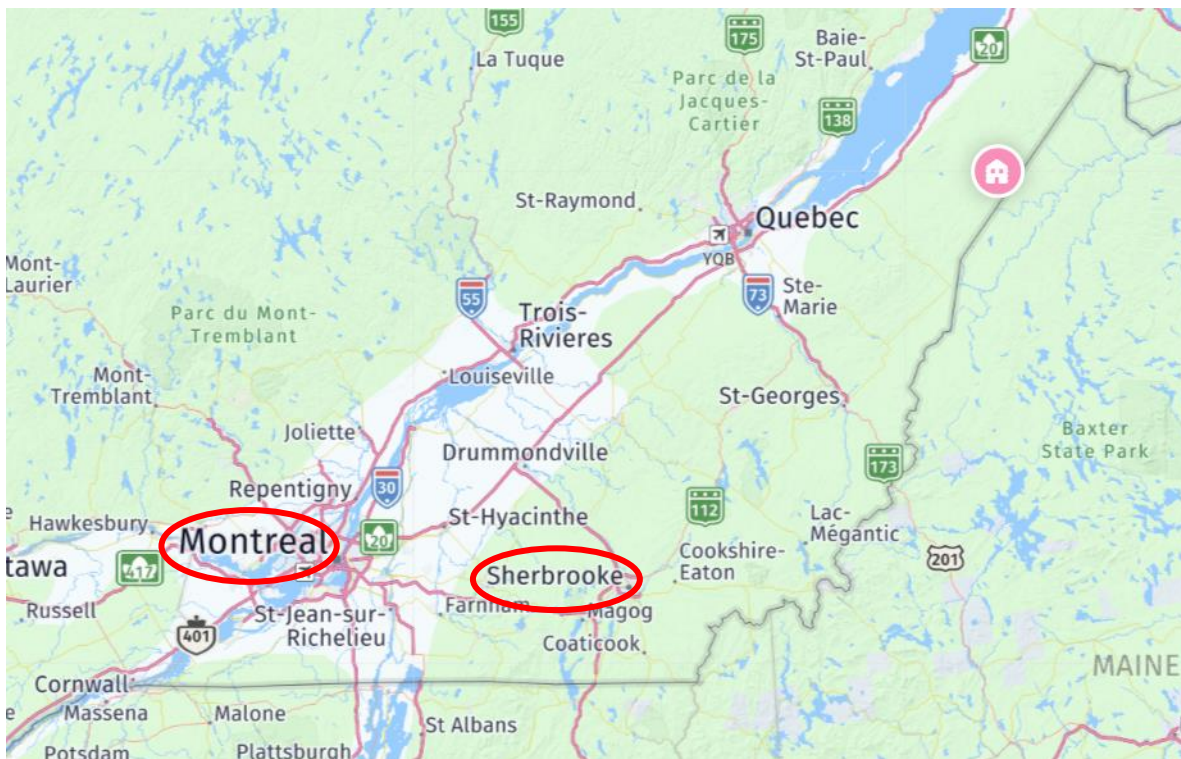 155
La Tuque
175
Baie-
St-Paul
20
Parc de la
Jacques-
Cartier
138
St-Raymond
Quebec
YQB
Mont-
Laurier
55
73
Ste-
Marie
Parc du Mont-
Tremblant
Trois-
Rivieres
Mont-
Tremblant
Louiseville
St-Georges
Joliette
Baxter
State Park
Drummondville
173
Repentigny
30
112
Hawkesbury
Montreal
20
St-Hyacinthe
Lac-
Mégantic
tawa
417
Sherbrooke
Cookshire-
Eaton
201
Russell
St-Jean-sur-
Richelieu
Farnham
Magog
401
Coaticook
MAINE
Cornwall
Massena
Malone
St Albans
Potsdam
Plattsburgh